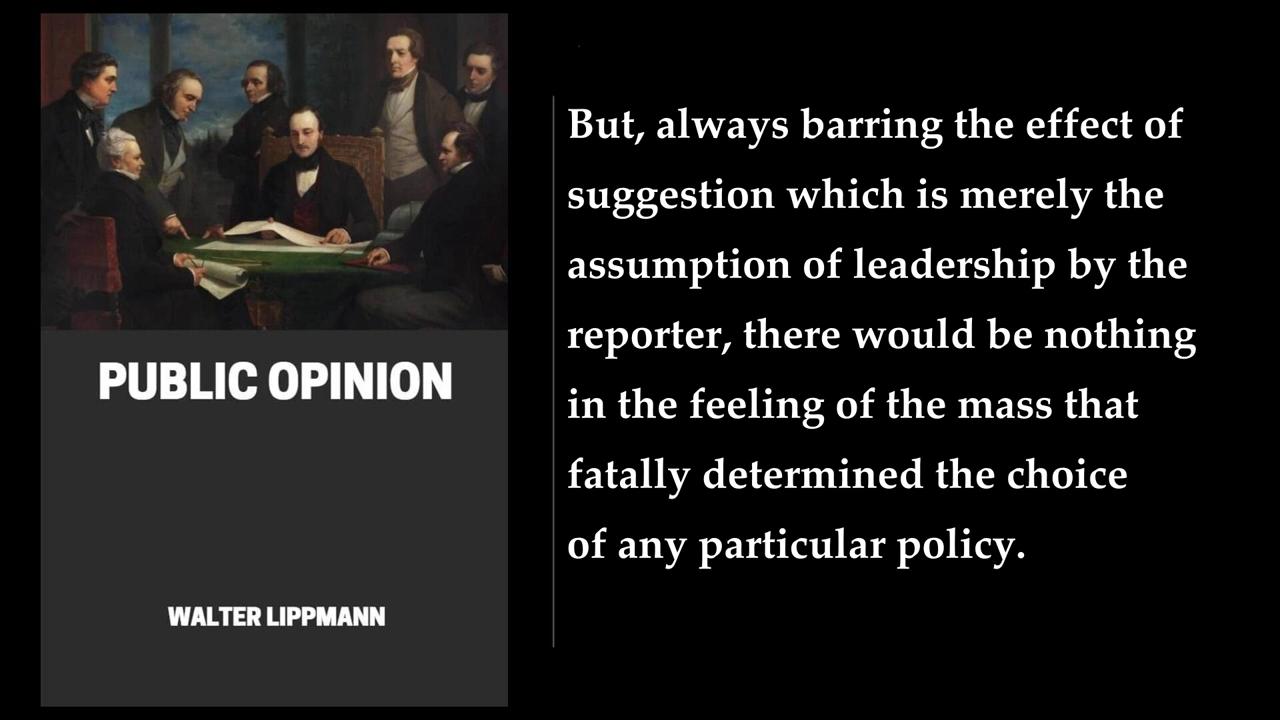 PUBLIC OPINION
WALTER LIPPMANN
But, always barring the effect of
suggestion which is merely the
assumption of leadership by the
reporter, there would be nothing
in the feeling of the mass that
fatally determined the choice
of any particular policy.